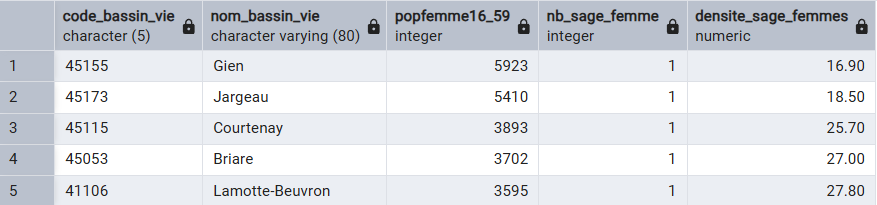 code_bassin_vie nom_bassin_vie popfemme16_59 nb_sage_femme densite_sage_femmes
character (5) character varying (80) integer integer numeric
1 45155 Gien 5923 1 16.90
2 45173 Jargeau 5410 1 18.50
3 45115 Courtenay 3893 1 25.70
4 45053 Briare 3702 1 27.00
5 41106 Lamotte-Beuvron 3595 1 27.80